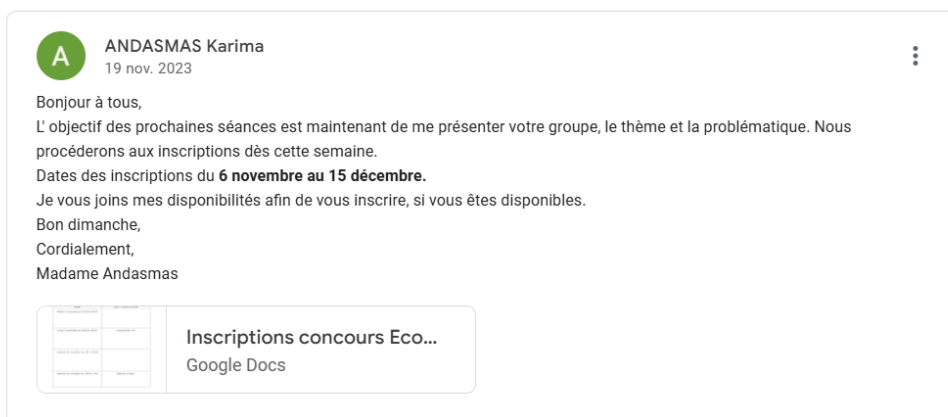 ANDASMAS Karima
A
19 nov. 2023
Bonjour à tous,
L' objectif des prochaines séances est maintenant de me présenter votre groupe, le thème et la problématique. Nous
procéderons aux inscriptions dès cette semaine.
Dates des inscriptions du 6 novembre au 15 décembre.
Je vous joins mes disponibilités afin de vous inscrire, si vous êtes disponibles.
Bon dimanche,
Cordialement,
Madame Andasmas
Inscriptions concours Eco...
Google Docs